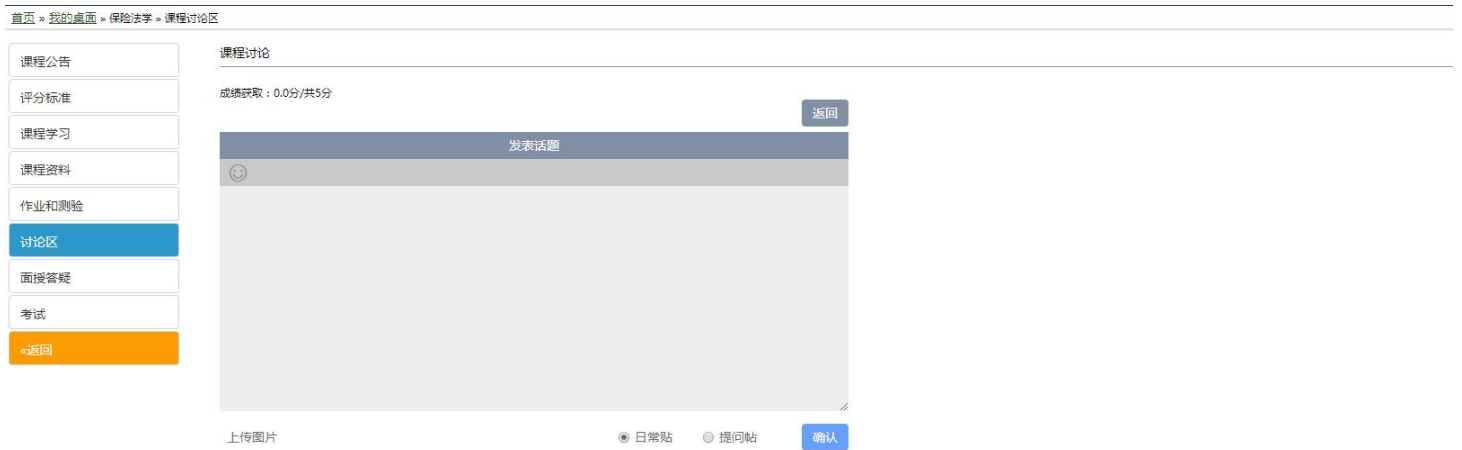 首页 » 我的桌面 » 保险法学 » 课程讨论区
课程公告
评分标准
课程学习
课程资料
作业和测验
讨论区
面授答疑
考试
«返回
课程讨论
成绩获取：0.0分/共5分
返回
发表话题
上传图片 日常贴 提问帖 确认